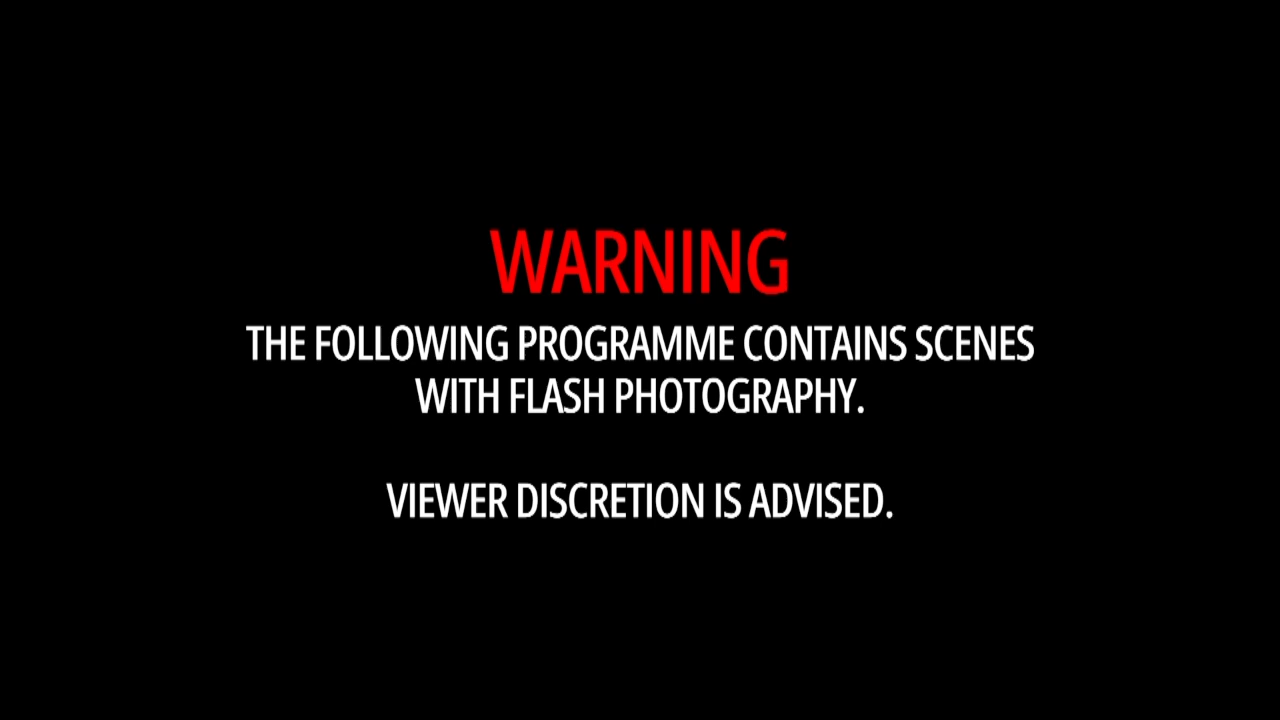 WARNING
THE FOLLOWING PROGRAMME CONTAINS SCENES
WITH FLASH PHOTOGRAPHY.
VIEWER DISCRETION IS ADVISED.